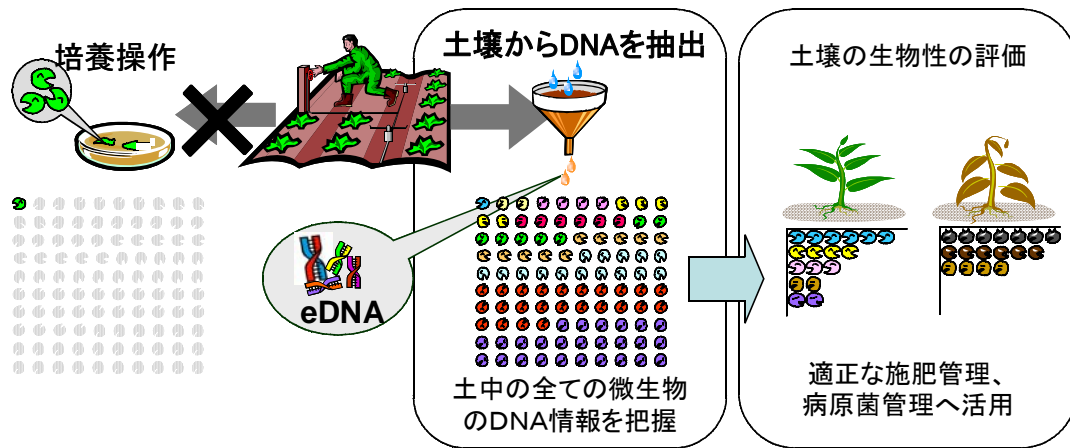 培養操作
土壌からDNAを抽出
土壌の生物性の評価
eDNA
土中の全ての微生物
のDNA情報を把握
適正な施肥管理、
病原菌管理へ活用